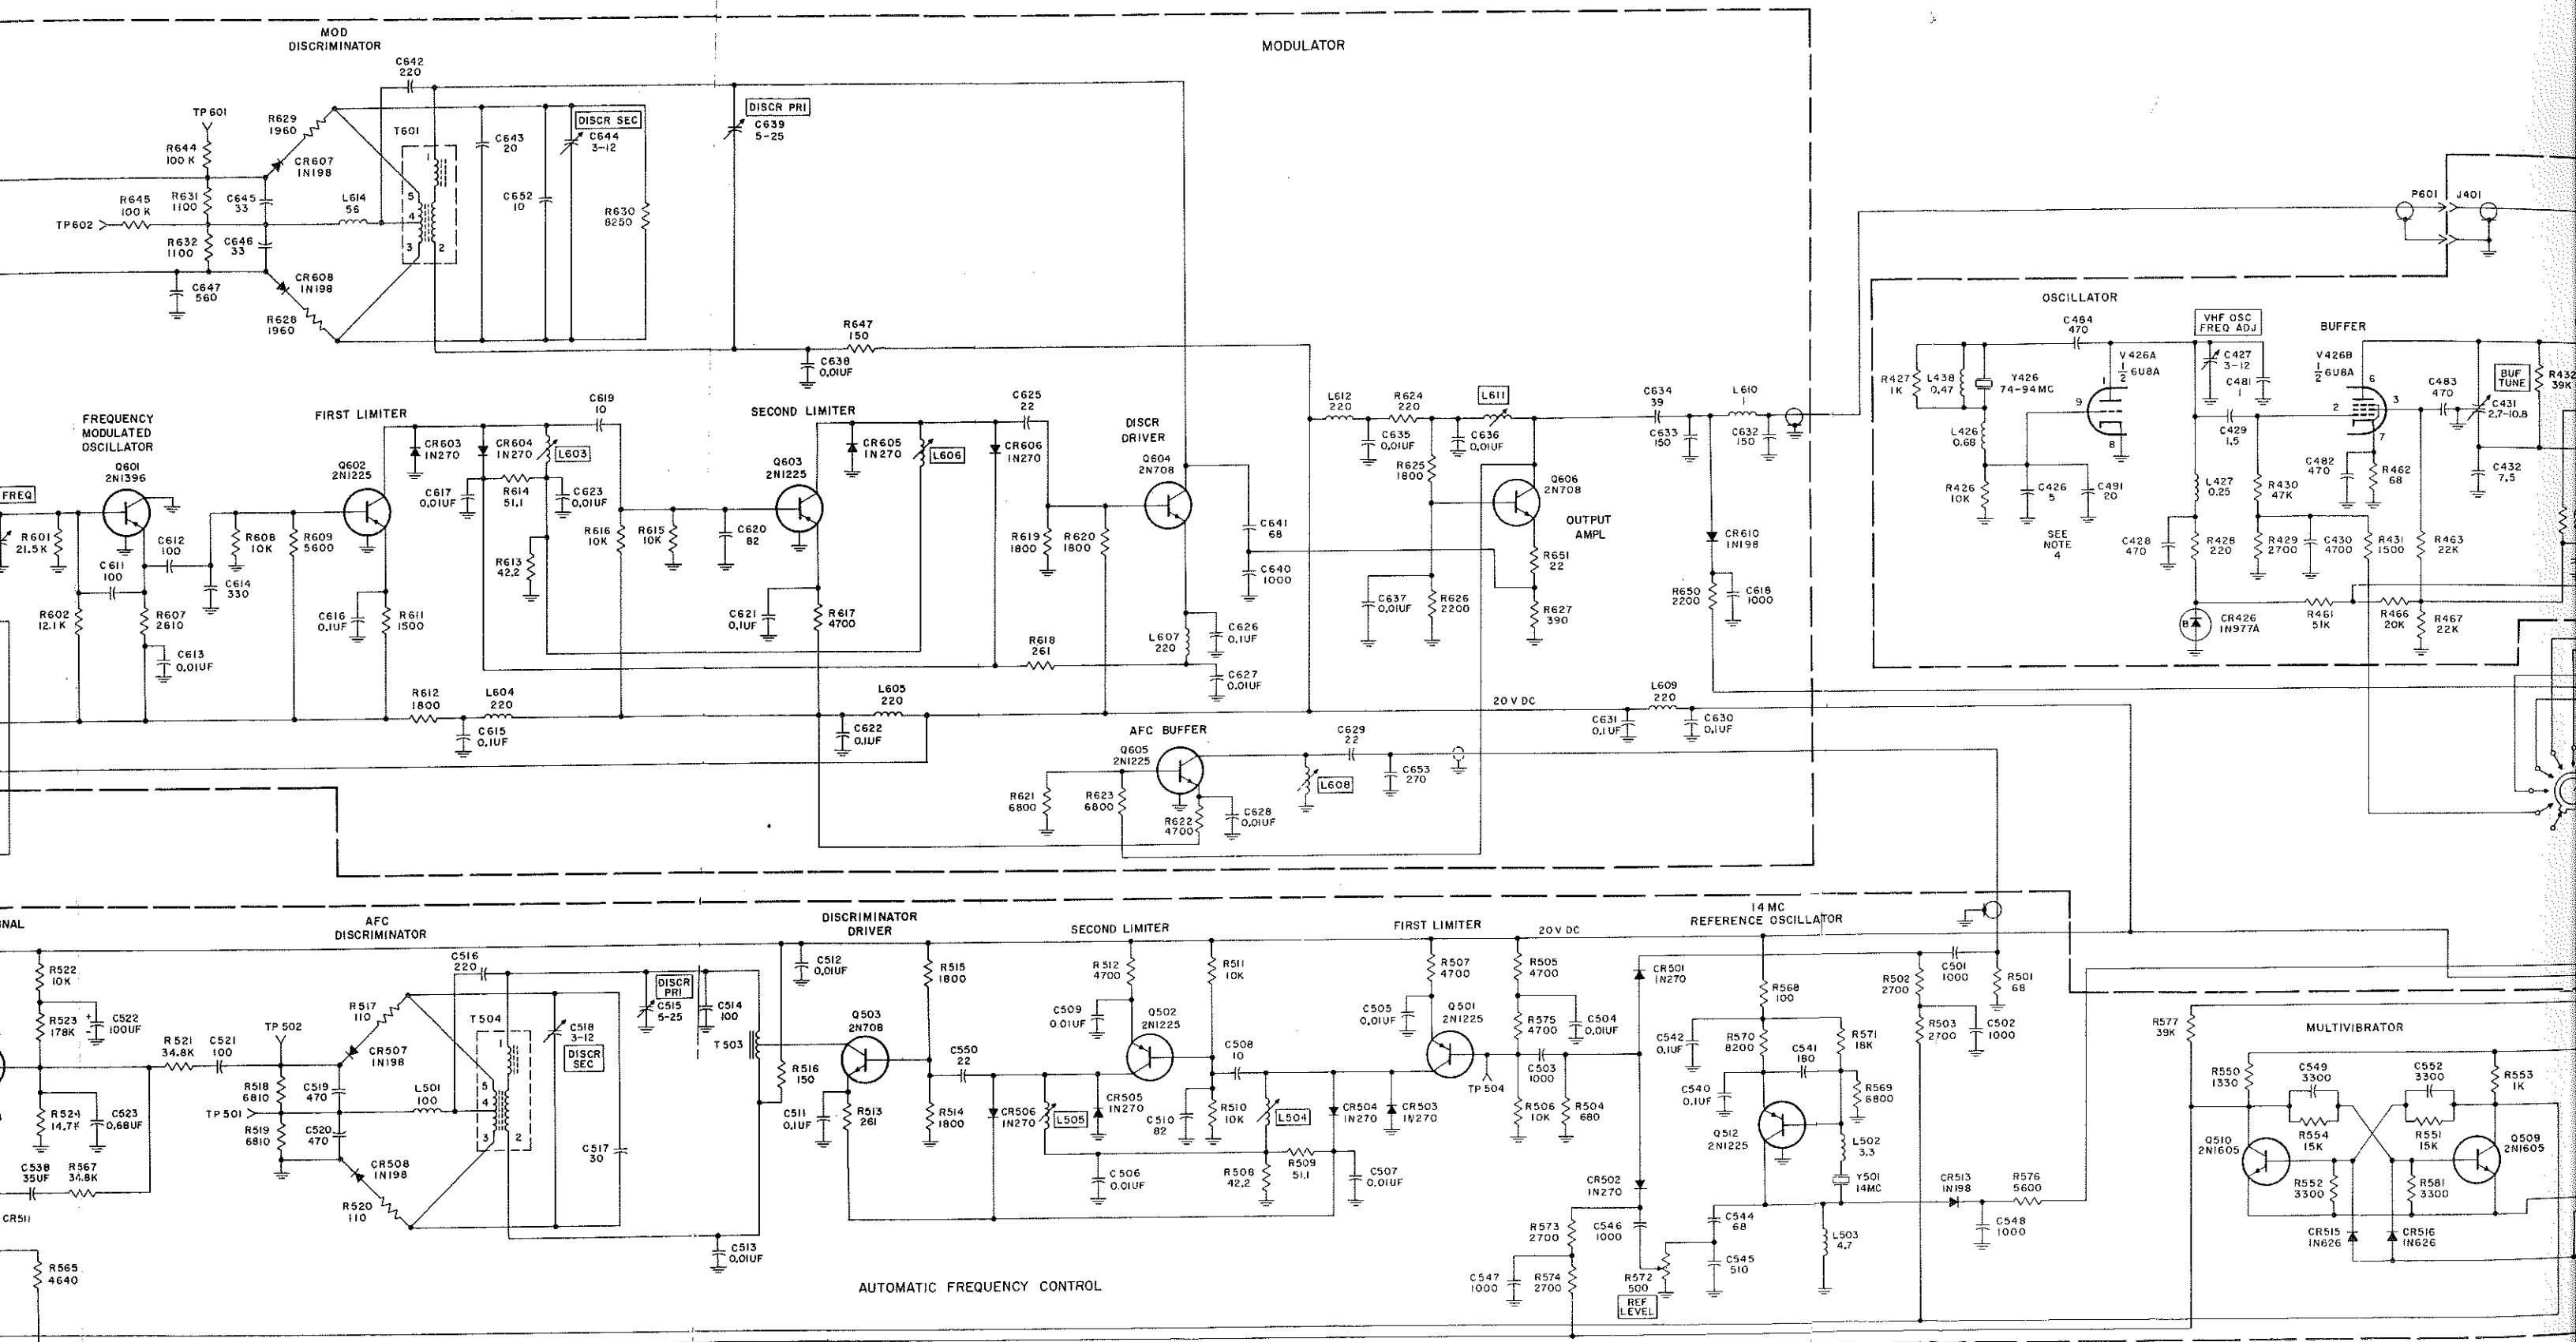 MOD
DISCRIMINATOR
MODULATOR
C642
220
TP601
R629
1960
T601
DISCR PRI
C639
5-25
DISCR SEC
C644
3-12
C643
20
R644
100 K
CR607
1N198
1
5
4
3
2
R645
100 K
R631
1100
C645
33
L614
56
C652
10
R630
8250
TP602
R632
1100
C646
33
CR608
1N198
C647
560
R628
1960
R647
150
C638
0.01UF
P601
J401
OSCILLATOR
C484
470
VHF OSC
FREQ ADJ
BUFFER
R427
1K
L438
0.47
Y426
74-94MC
V426A
1/2 6U8A
C427
3-12
C481
1
V426B
1/2 6U8A
C483
470
BUF
TUNE
R432
39K
C431
2.7-10.8
1
9
8
6
2
3
7
L426
0.68
C429
1.5
C482
470
R462
68
C432
7.5
R426
10K
C426
5
C491
20
L427
0.25
R430
47K
SEE
NOTE
4
C428
470
R428
220
R429
2700
C430
4700
R431
1500
R463
22K
B
CR426
1N977A
R461
51K
R466
20K
R467
22K
FREQUENCY
MODULATED
OSCILLATOR
Q601
2N1396
FIRST LIMITER
Q602
2N1225
C619
10
CR603
1N270
CR604
1N270
L603
SECOND LIMITER
Q603
2N1225
CR605
1N270
L606
C625
22
CR606
1N270
DISCR
DRIVER
Q604
2N708
L612
220
R624
220
L611
C634
39
L610
1
C635
0.01UF
C636
0.01UF
C633
150
C632
150
R625
1800
Q606
2N708
OUTPUT
AMPL
FREQ
R601
21.5K
C612
100
C611
100
C614
330
R608
10K
R609
5600
C617
0.01UF
R614
51.1
C623
0.01UF
R613
42.2
R616
10K
R615
10K
C620
82
R619
1800
R620
1800
C641
68
C640
1000
R651
22
CR610
1N198
R602
12.1K
R607
2610
C613
0.01UF
C616
0.1UF
R611
1500
C621
0.1UF
R617
4700
R618
261
L607
220
C626
0.1UF
C627
0.01UF
C637
0.01UF
R626
2200
R627
390
R650
2200
C618
1000
R612
1800
L604
220
C615
0.1UF
L605
220
C622
0.1UF
20 V DC
L609
220
C631
0.1UF
C630
0.1UF
AFC BUFFER
Q605
2N1225
C629
22
L608
C653
270
R621
6800
R623
6800
R622
4700
C628
0.01UF
NAL
AFC
DISCRIMINATOR
DISCRIMINATOR
DRIVER
SECOND LIMITER
FIRST LIMITER
20 V DC
14 MC
REFERENCE OSCILLATOR
R522
10K
R523
178K
+
-
C522
100UF
R524
14.7K
C523
0.68UF
C538
35UF
R567
34.8K
CR511
R565
4640
R521
34.8K
C521
100
TP 502
R517
110
CR507
1N198
C516
220
T504
1
5
4
3
2
R518
6810
C519
470
L501
100
TP 501
R519
6810
C520
470
CR508
1N198
R520
110
C518
3-12
DISCR
SEC
C517
30
DISCR
PRI
C515
5-25
C514
100
T503
C513
0.01UF
C512
0.01UF
R516
150
Q503
2N708
C511
0.1UF
R513
261
R515
1800
C550
22
R514
1800
CR506
1N270
L505
CR505
1N270
R512
4700
C509
0.01UF
Q502
2N1225
C506
0.01UF
R511
10K
C508
10
C510
82
R510
10K
L504
R508
42.2
R509
51.1
CR504
1N270
CR503
1N270
C507
0.01UF
R507
4700
C505
0.01UF
Q501
2N1225
TP 504
R505
4700
R575
4700
C504
0.01UF
C503
1000
R506
10K
R504
680
CR501
1N270
CR502
1N270
R573
2700
C546
1000
C547
1000
R574
2700
R572
500
REF
LEVEL
C544
68
C545
510
R568
100
C542
0.1UF
R570
8200
C541
180
R571
18K
C540
0.1UF
R569
6800
Q512
2N1225
L502
3.3
Y501
14MC
L503
4.7
CR513
1N198
R576
5600
C548
1000
R502
2700
C501
1000
R501
68
R503
2700
C502
1000
R577
39K
MULTIVIBRATOR
R550
1330
C549
3300
C552
3300
R553
1K
R554
15K
R551
15K
Q510
2N1605
Q509
2N1605
R552
3300
R581
3300
CR515
1N626
CR516
1N626
AUTOMATIC FREQUENCY CONTROL